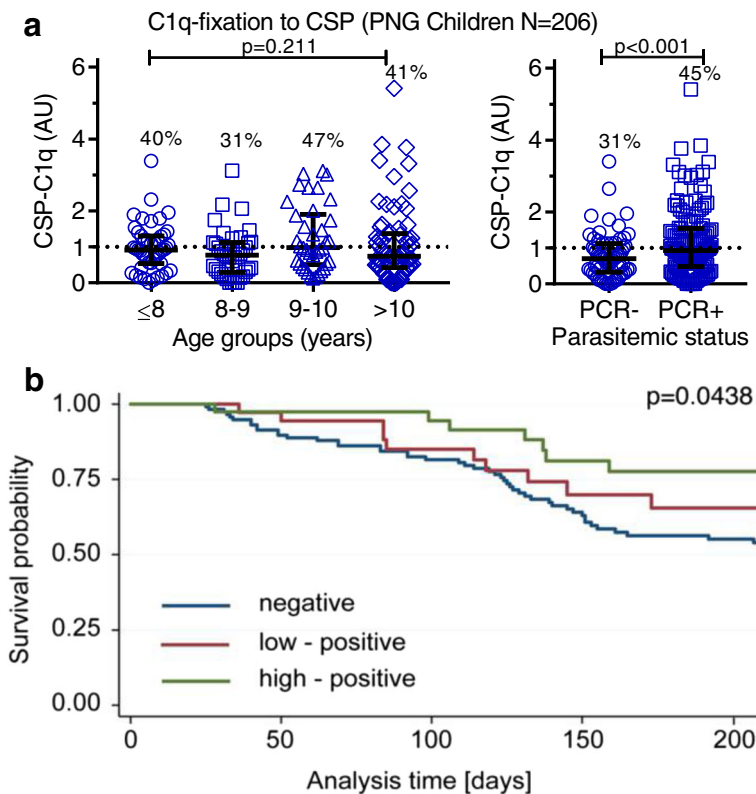 a
C1q-fixation to CSP (PNG Children N=206)
p=0.211
40%
31%
47%
41%
CSP-C1q (AU)
6
4
2
1
0
≤8
8-9
9-10
>10
Age groups (years)
p<0.001
31%
45%
CSP-C1q (AU)
6
4
2
1
0
PCR-
PCR+
Parasitemic status
b
p=0.0438
Survival probability
1.00
0.75
0.50
0.25
0.00
negative
low - positive
high - positive
0
50
100
150
200
Analysis time [days]